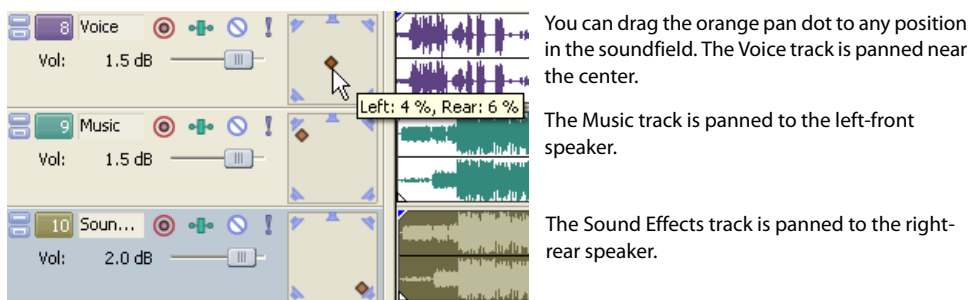 8 Voice
Vol: 1.5 dB
Left: 4 %, Rear: 6 %
9 Music
Vol: 1.5 dB
10 Soun...
Vol: 2.0 dB
You can drag the orange pan dot to any position
in the soundfield. The Voice track is panned near
the center.
The Music track is panned to the left-front
speaker.
The Sound Effects track is panned to the right-
rear speaker.